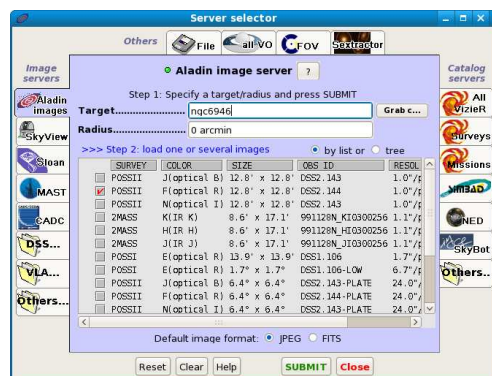 Server selector
Others File all-VO FOV Sextractor
Image servers
Catalog servers
Aladin images
SkyView
Sloan
MAST
CADC
DSS...
VLA...
Others...
Aladin image server ?
Step 1: Specify a target/radius and press SUBMIT
Target...................... ngc6946 Grab c...
Radius...................... 0 arcmin
>>> Step 2: load one or several images by list or tree
SURVEY COLOR SIZE OBS ID RESOL
POSSII J(optical B) 12.8' x 12.8' DSS2.143 1.0"/p
POSSII F(optical R) 12.8' x 12.8' DSS2.144 1.0"/p
POSSII N(optical I) 12.8' x 12.8' DSS2.143 1.0"/p
2MASS K(IR K) 8.6' x 17.1' 991128N_KI0300256 1.1"/p
2MASS H(IR H) 8.6' x 17.1' 991128N_HI0300256 1.1"/p
2MASS J(IR J) 8.6' x 17.1' 991128N_JI0300256 1.1"/p
POSSI E(optical R) 13.9' x 13.9' DSS1.106 1.7"/p
POSSI E(optical R) 1.7° x 1.7° DSS1.106-LOW 6.7"/p
POSSII J(optical B) 6.4° x 6.4° DSS2.143-PLATE 24.0"/
POSSII F(optical R) 6.4° x 6.4° DSS2.144-PLATE 24.0"/
POSSII N(optical I) 6.4° x 6.4° DSS2.143-PLATE 24.0"/
Default image format: JPEG FITS
Reset Clear Help SUBMIT Close
All VizieR
Surveys
Missions
SIMBAD
NED
SkyBot
Others..